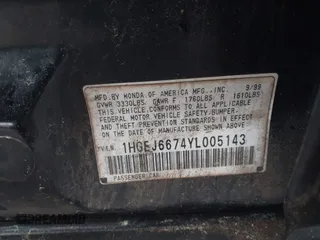 MFD. BY HONDA OF AMERICA MFG., INC. 9/99
GVWR 3330LBS GAWR F 1760LBS R 1610LBS
THIS VEHICLE CONFORMS TO ALL APPLICABLE
FEDERAL MOTOR VEHICLE SAFETY/BUMPER,
AND THEFT PREVENTION STANDARDS IN EFFECT ON THE
DATE OF MANUFACTURE SHOWN ABOVE.
V.I.N. 1HGEJ6674YL005143
PASSENGER CAR